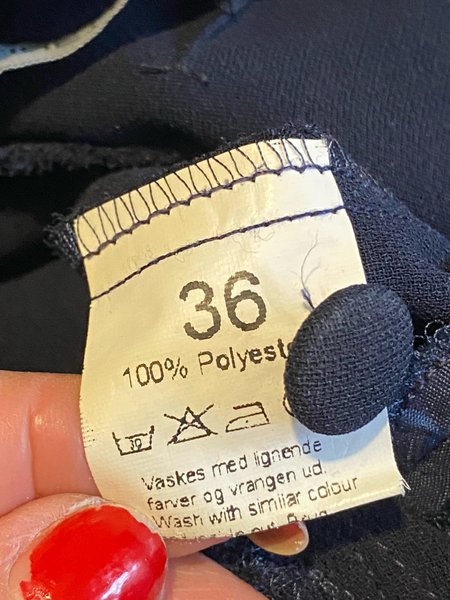 36
100% Polyest
Vaskes med lignende
farver og vrangen ud.
Wash with similar colour